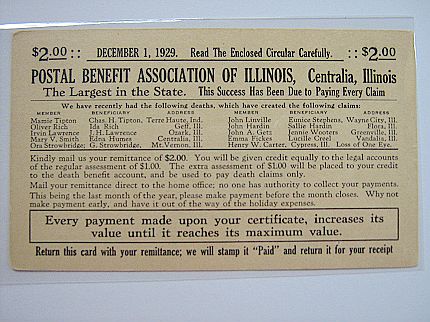 $2.00 :: DECEMBER 1, 1929. Read The Enclosed Circular Carefully. :: $2.00
POSTAL BENEFIT ASSOCIATION OF ILLINOIS, Centralia, Illinois
The Largest in the State. This Success Has Been Due to Paying Every Claim
We have recently had the following deaths, which have created the following claims:
MEMBER BENEFICIARY ADDRESS MEMBER BENEFICIARY ADDRESS
Mamie Tipton Chas. H. Tipton, Terre Haute, Ind. John Linville Eunice Stephens, Wayne City, Ill.
Oliver Rich Ida Rich Geff, Ill. John Hardin Ella Hardin Flora, Ill.
Irvin Lawrence J. H. Lawrence Ozark, Ill. John A. Getz Jennie Wooters Greenville, Ill.
Mary V. Smith Edna Humes Centralia, Ill. Emma Fickes Lucille Creel Vandalia, Ill.
Ora Strowbridge; G. Strowbridge, Mt. Vernon, Ill. Henry W. Carter, Cypress, Ill. Loss of One Eye.
Kindly mail us your remittance of $2.00. You will be given credit equally to the legal accounts
of the regular assessment of $1.00. The extra assessment of $1.00 will be placed to your credit
to the death benefit account, and be used to pay death claims only.
Mail your remittance direct to the home office; no one has authority to collect your payments.
This being the last month of the year, please make payment before the month closes. Why not
make payment early, and have it out of the way of the holiday expenses.
Every payment made upon your certificate, increases its
value until it reaches its maximum value.
Return this card with your remittance; we will stamp it "Paid" and return it for your receipt